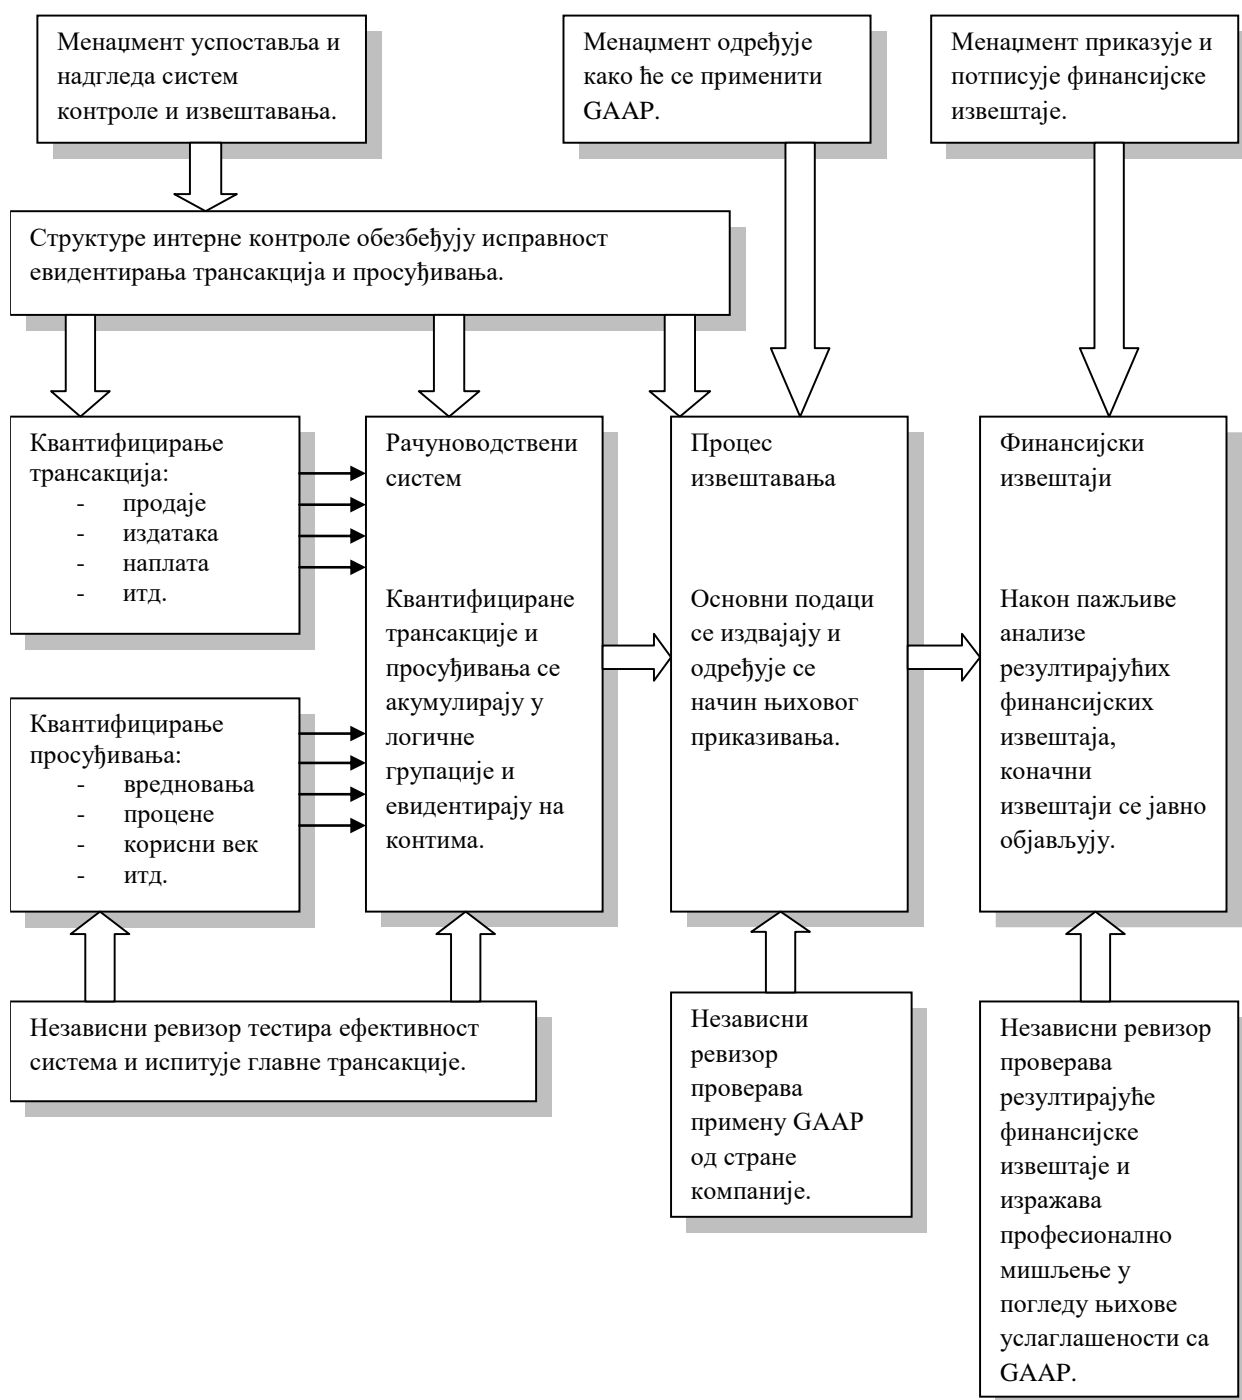 Менаџмент успоставља и
надгледа систем
контроле и извештавања.
Менаџмент одређује
како ће се применити
GAAP.
Менаџмент приказује и
потписује финансијске
извештаје.
Структуре интерне контроле обезбеђују исправност
евидентирања трансакција и просуђивања.
Квантифицирање
трансакција:
- продаје
- издатака
- наплата
- итд.
Квантифицирање
просуђивања:
- вредновања
- процене
- корисни век
- итд.
Рачуноводствени
систем
Квантифициране
трансакције и
просуђивања се
акумулирају у
логичне
групације и
евидентирају на
контима.
Процес
извештавања
Основни подаци
се издвајају и
одређује се
начин њиховог
приказивања.
Финансијски
извештаји
Након пажљиве
анализе
резултирајућих
финансијских
извештаја,
коначни
извештаји се јавно
објављују.
Независни ревизор тестира ефективност
система и испитује главне трансакције.
Независни
ревизор
проверава
примену GAAP
од стране
компаније.
Независни ревизор
проверава
резултирајуће
финансијске
извештаје и
изражава
професионално
мишљење у
погледу њихове
услаглашености са
GAAP.